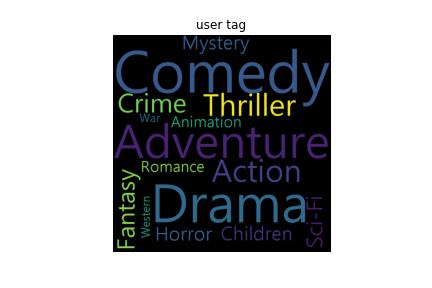 user tag
Mystery
Comedy
Crime Thriller
War Animation
Adventure
Romance Action
Fantasy
Western
Drama
Sci-Fi
Horror Children